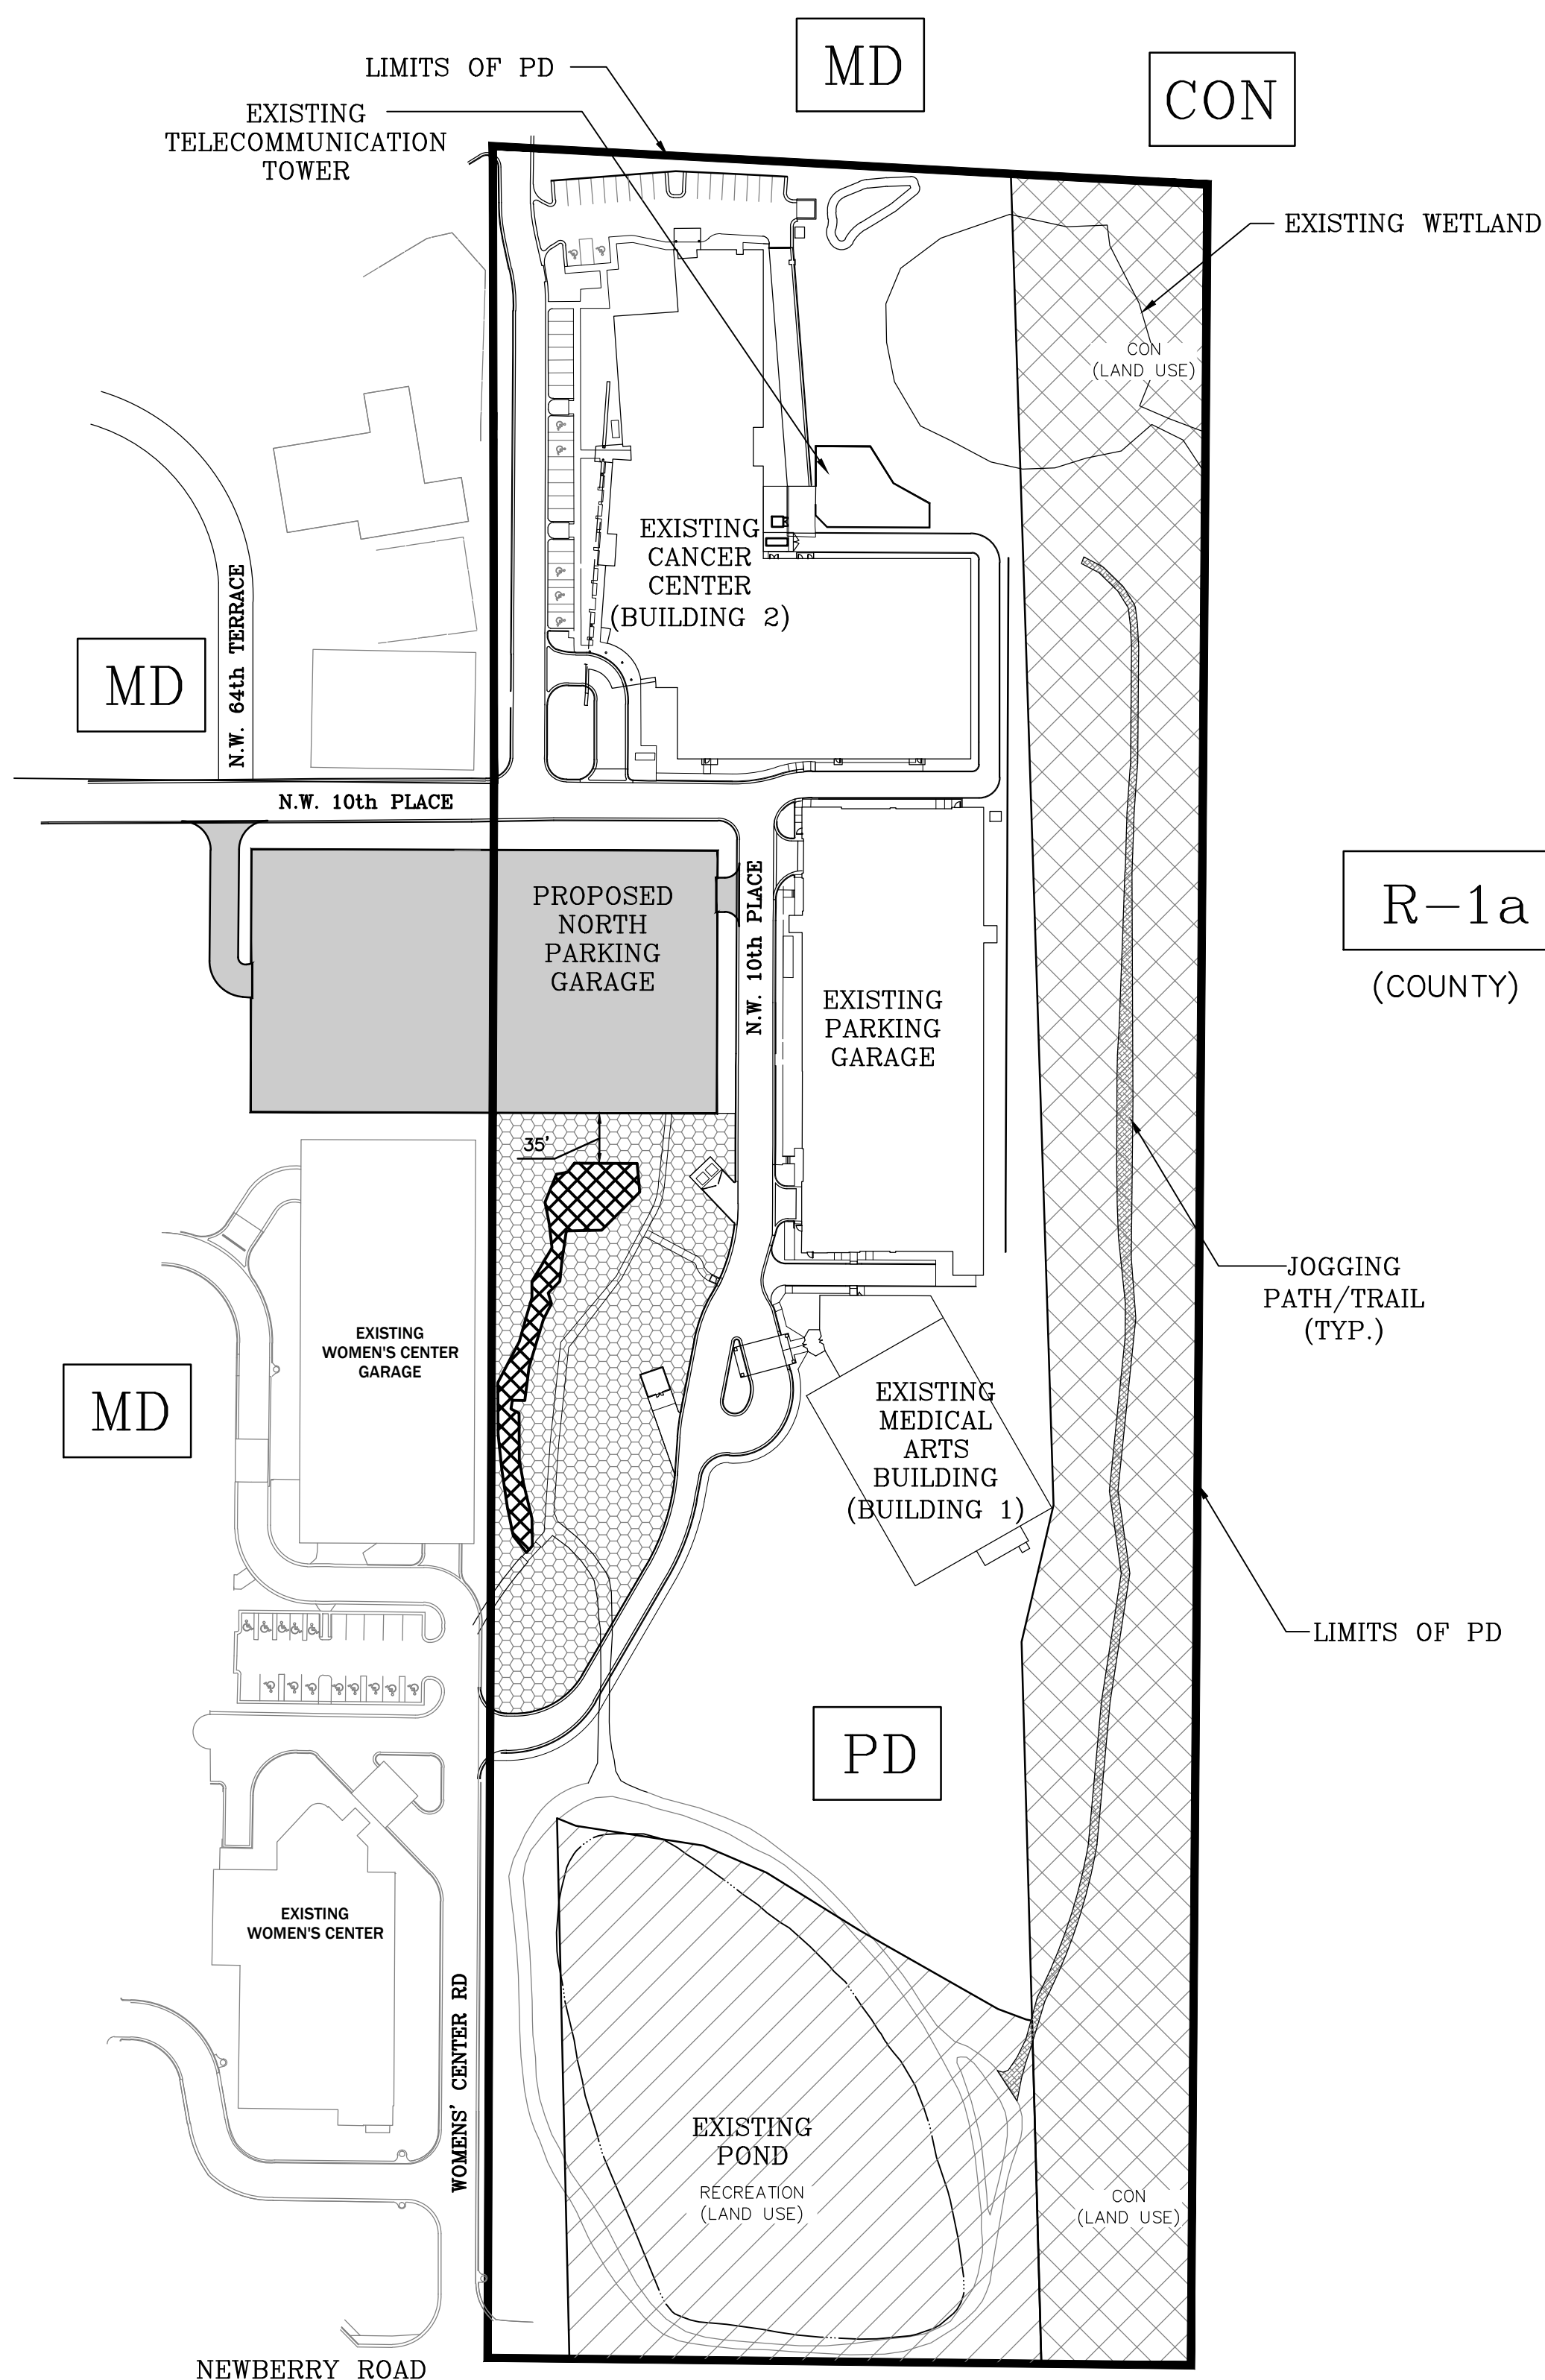 MD
CON
LIMITS OF PD
EXISTING
TELECOMMUNICATION
TOWER
EXISTING WETLAND
CON
(LAND USE)
EXISTING
CANCER
CENTER
(BUILDING 2)
N.W. 64th TERRACE
MD
N.W. 10th PLACE
PROPOSED
NORTH
PARKING
GARAGE
N.W. 10th PLACE
R-1a
(COUNTY)
EXISTING
PARKING
GARAGE
35'
JOGGING
PATH/TRAIL
(TYP.)
EXISTING
WOMEN'S CENTER
GARAGE
MD
EXISTING
MEDICAL
ARTS
BUILDING
(BUILDING 1)
LIMITS OF PD
PD
EXISTING
WOMEN'S CENTER
WOMENS' CENTER RD
EXISTING
POND
RECREATION
(LAND USE)
CON
(LAND USE)
NEWBERRY ROAD